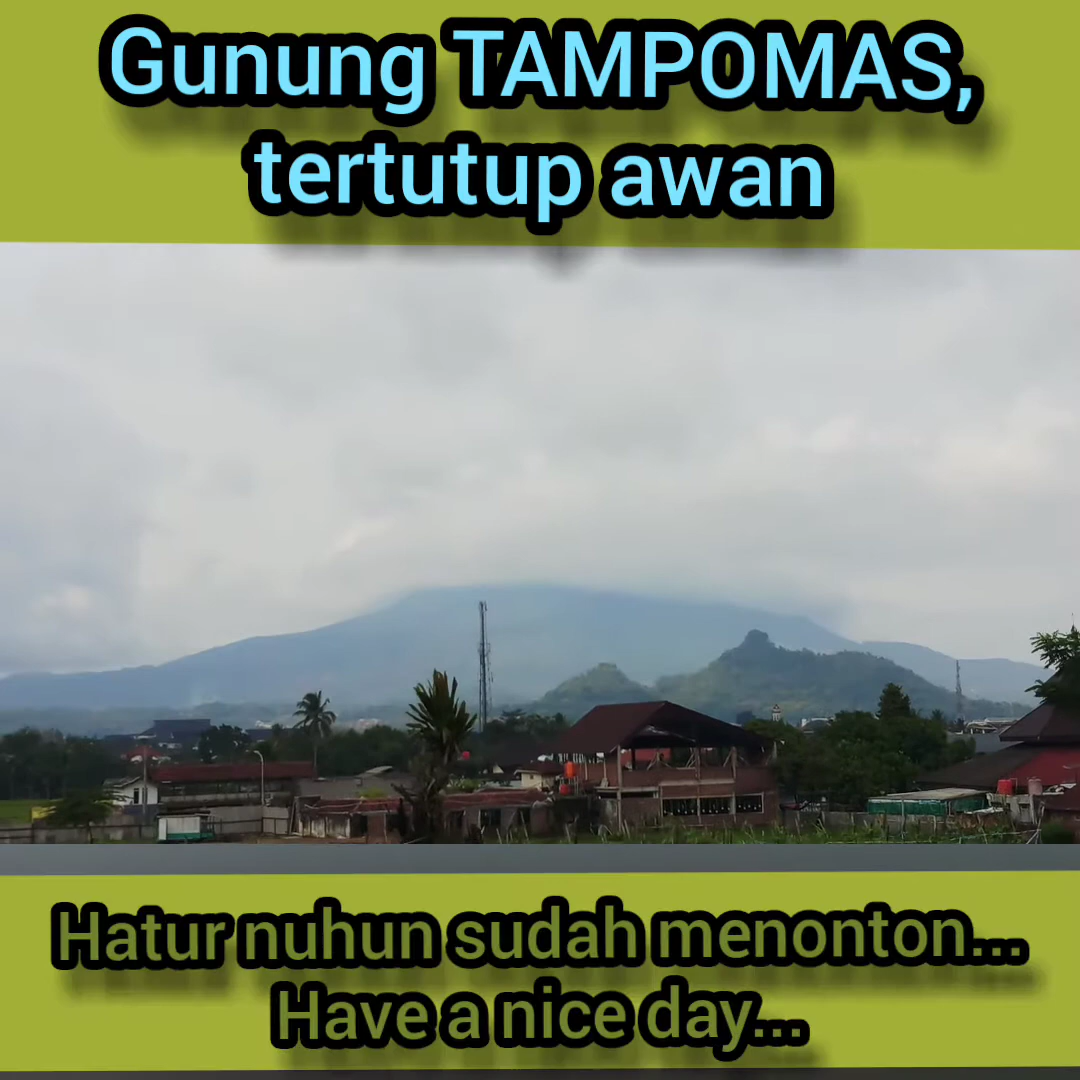 Gunung TAMPOMAS,
tertutup awan
Hatur nuhun sudah menonton...
Have a nice day...